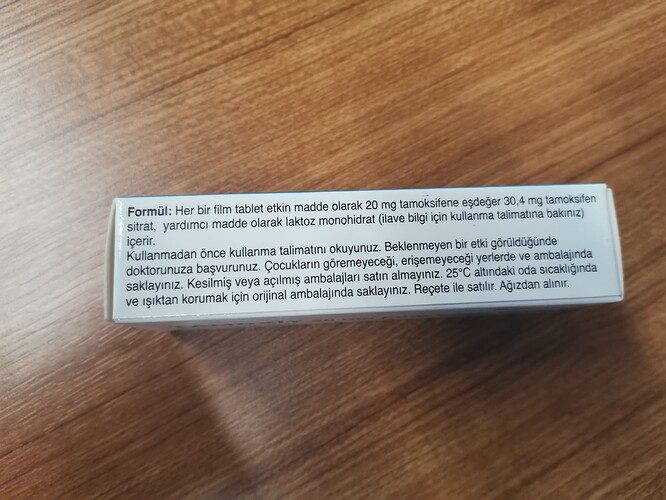 Formül: Her bir film tablet etkin madde olarak 20 mg tamoksifene eşdeğer 30,4 mg tamoksifen
sitrat, yardımcı madde olarak laktoz monohidrat (ilave bilgi için kullanma talimatına bakınız)
içerir.
Kullanmadan önce kullanma talimatını okuyunuz. Beklenmeyen bir etki görüldüğünde
doktorunuza başvurunuz. Çocukların göremeyeceği, erişemeyeceği yerlerde ve ambalajında
saklayınız. Kesilmiş veya açılmış ambalajları satın almayınız. 25°C altındaki oda sıcaklığında
ve ışıktan korumak için orijinal ambalajında saklayınız. Reçete ile satılır. Ağızdan alınır.